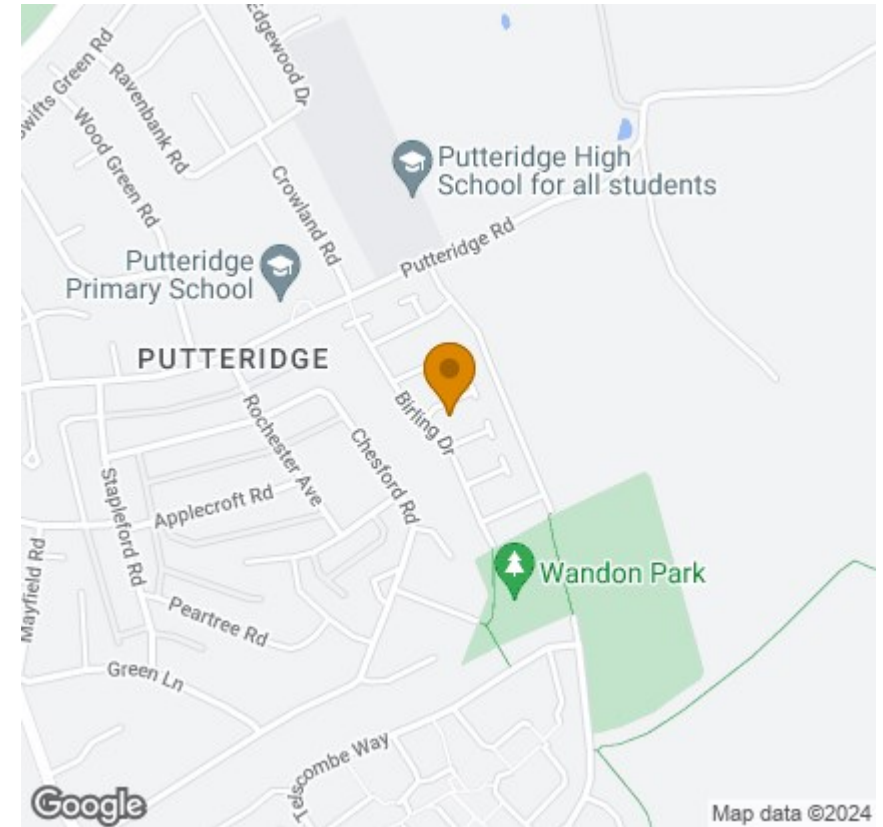 Edgewood Dr
Swifts Green Rd
Ravenbank Rd
Wood Green Rd
Crowland Rd
Putteridge High
School for all students
Putteridge Rd
Putteridge
Primary School
PUTTERIDGE
Birling Dr
Rochester Ave
Chesford Rd
Applecroft Rd
Stapleford Rd
Mayfield Rd
Wandon Park
Peartree Rd
Green Ln
Telscombe Way
Google
Map data ©2024